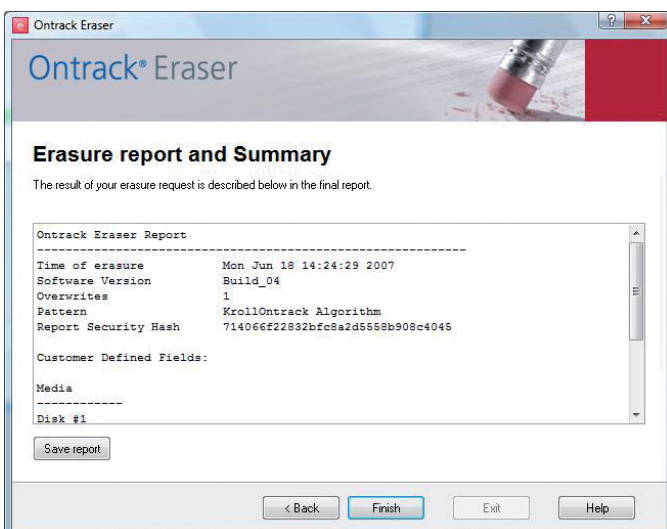 Ontrack Eraser
Ontrack® Eraser
Erasure report and Summary
The result of your erasure request is described below in the final report.
Ontrack Eraser Report
------------------------------------------------------------
Time of erasure Mon Jun 18 14:24:29 2007
Software Version Build_04
Overwrites 1
Pattern KrollOntrack Algorithm
Report Security Hash 714066f22832bfc8a2d5558b908c4045
Customer Defined Fields:
Media
------------
Disk #1
Save report
< Back Finish Exit Help